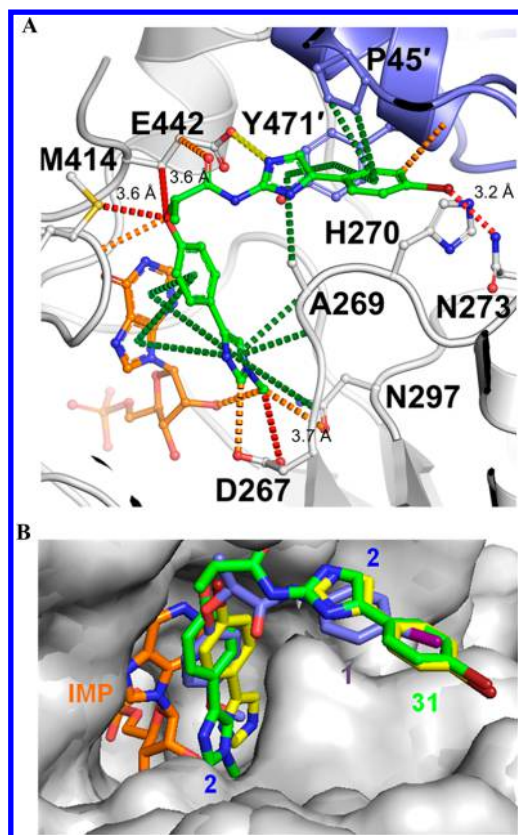 A
P45′
E442 Y471′
M414
3.6 Å
3.6 Å
3.2 Å
H270
A269
N273
N297
3.7 Å
D267
B
2
IMP
1
31
2